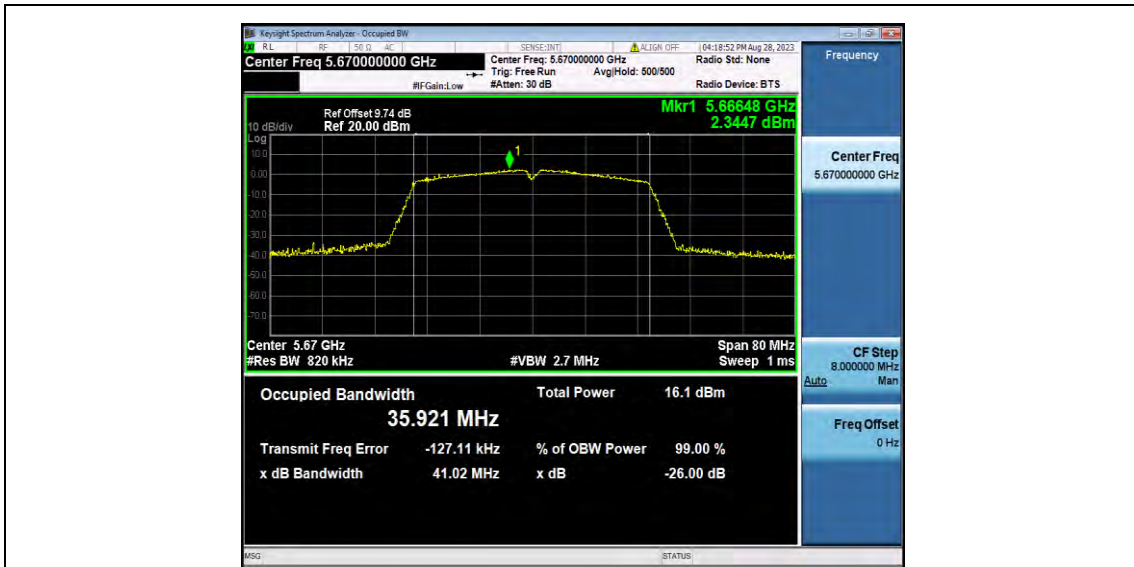 Keysight Spectrum Analyzer - Occupied BW
RL RF 50 Ω AC SENSE:INT ALIGN OFF 04:18:52 PM Aug 28, 2023
Center Freq 5.670000000 GHz
Center Freq: 5.670000000 GHz
Radio Std: None
Trig: Free Run Avg|Hold: 500/500
#IFGain:Low
#Atten: 30 dB
Radio Device: BTS
Frequency
Mkr1 5.66648 GHz
2.3447 dBm
Ref Offset 9.74 dB
10 dB/div Ref 20.00 dBm
Log
10.0
0.00
-10.0
-20.0
-30.0
-40.0
-50.0
-60.0
-70.0
1
Center 5.67 GHz Span 80 MHz
#Res BW 820 kHz #VBW 2.7 MHz Sweep 1 ms
Occupied Bandwidth Total Power 16.1 dBm
35.921 MHz
Transmit Freq Error -127.11 kHz % of OBW Power 99.00 %
x dB Bandwidth 41.02 MHz x dB -26.00 dB
Center Freq
5.670000000 GHz
CF Step
8.000000 MHz
Auto Man
Freq Offset
0 Hz
MSG STATUS